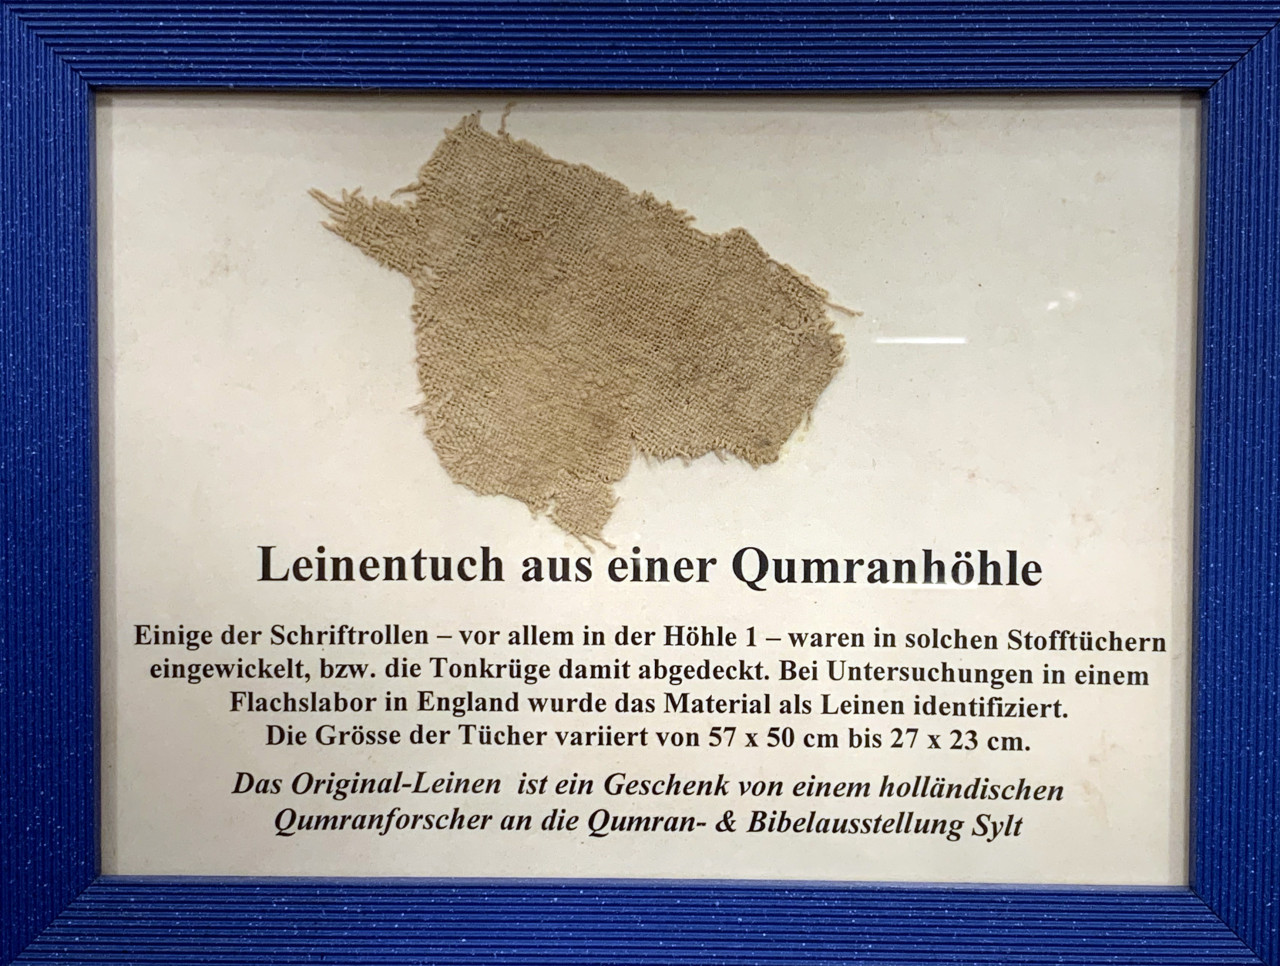 Leinentuch aus einer Qumranhöhle
Einige der Schriftrollen – vor allem in der Höhle 1 – waren in solchen Stofftüchern
eingewickelt, bzw. die Tonkrüge damit abgedeckt. Bei Untersuchungen in einem
Flachslabor in England wurde das Material als Leinen identifiziert.
Die Grösse der Tücher variiert von 57 x 50 cm bis 27 x 23 cm.
Das Original-Leinen  ist ein Geschenk von einem holländischen
Qumranforscher an die Qumran- & Bibelausstellung Sylt